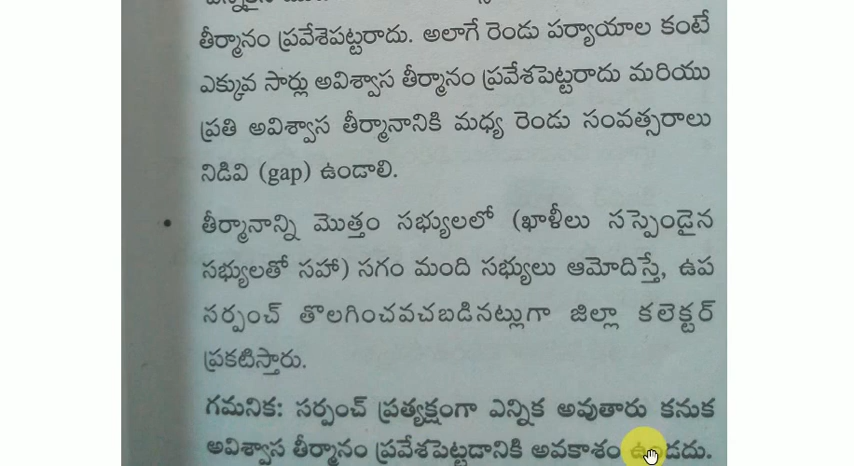 తీర్మానం ప్రవేశెపట్టరాదు. అలాగే రెండు పర్యాయాల కంటే
ఎక్కువ సార్లు అవిశ్వాస తీర్మానం ప్రవేశపెట్టరాదు మరియు
ప్రతి అవిశ్వాస తీర్మానానికి మధ్య రెండు సంవత్సరాలు
నిడివి (gap) ఉండాలి.
• తీర్మానాన్ని మొత్తం సభ్యులలో (ఖాళీలు సస్పెండైన
సభ్యులతో సహా) సగం మంది సభ్యులు ఆమోదిస్తే, ఉప
సర్పంచ్ తొలగించవచబడినట్లుగా జిల్లా కలెక్టర్
ప్రకటిస్తారు.
గమనిక: సర్పంచ్ ప్రత్యక్షంగా ఎన్నిక అవుతారు కనుక
అవిశ్వాస తీర్మానం ప్రవేశపెట్టడానికి అవకాశం ఉండదు.